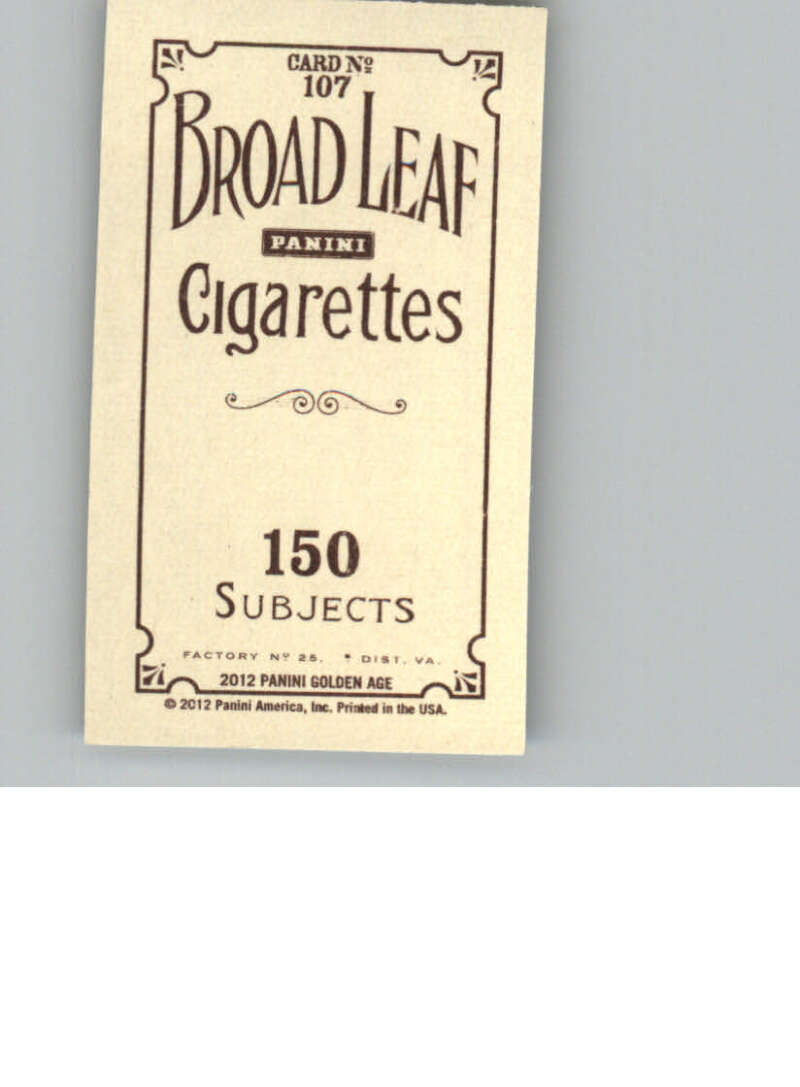 CARD Nº
107
BROAD LEAF
PANINI
Cigarettes
150
SUBJECTS
FACTORY Nº 25. * DIST. VA.
2012 PANINI GOLDEN AGE
© 2012 Panini America, Inc. Printed in the USA.